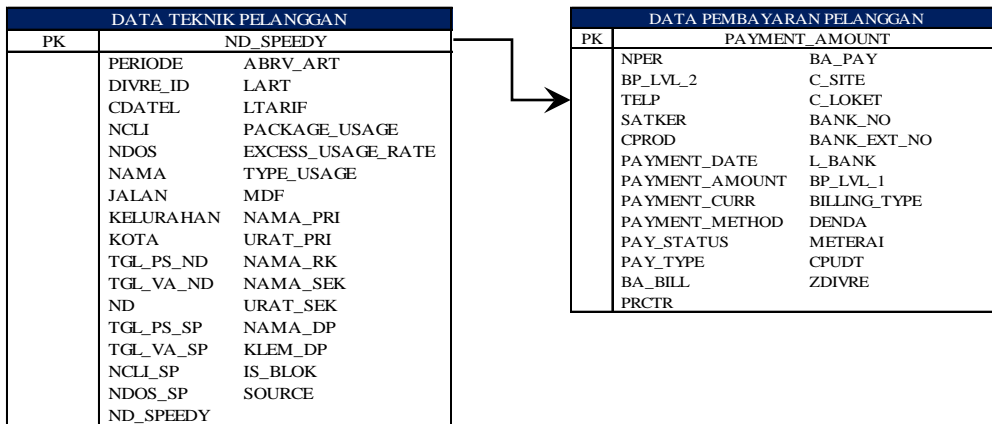 DATA TEKNIK PELANGGAN
PK ND_SPEEDY
PERIODE ABRV_ART
DIVRE_ID LART
CDATEL LTARIF
NCLI PACKAGE_USAGE
NDOS EXCESS_USAGE_RATE
NAMA TYPE_USAGE
JALAN MDF
KELURAHAN NAMA_PRI
KOTA URAT_PRI
TGL_PS_ND NAMA_RK
TGL_VA_ND NAMA_SEK
ND URAT_SEK
TGL_PS_SP NAMA_DP
TGL_VA_SP KLEM_DP
NCLI_SP IS_BLOK
NDOS_SP SOURCE
ND_SPEEDY
DATA PEMBAYARAN PELANGGAN
PK PAYMENT_AMOUNT
NPER BA_PAY
BP_LVL_2 C_SITE
TELP C_LOKET
SATKER BANK_NO
CPROD BANK_EXT_NO
PAYMENT_DATE L_BANK
PAYMENT_AMOUNT BP_LVL_1
PAYMENT_CURR BILLING_TYPE
PAYMENT_METHOD DENDA
PAY_STATUS METERAI
PAY_TYPE CPUDT
BA_BILL ZDIVRE
PRCTR